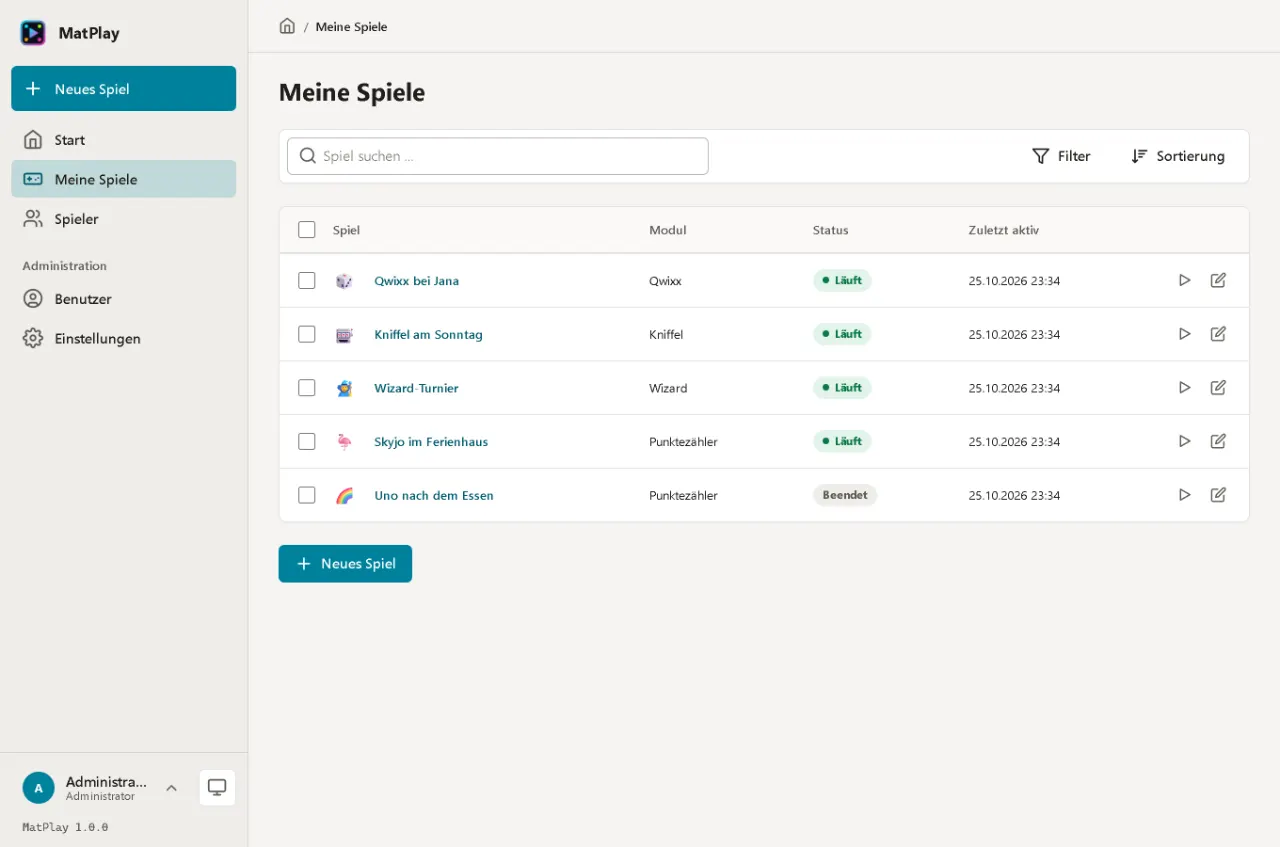 MatPlay
Neues Spiel
Start
Meine Spiele
Spieler
Administration
Benutzer
Einstellungen
A
Administra...
Administrator
MatPlay 1.0.0
/ Meine Spiele
Meine Spiele
Spiel suchen ...
Filter
Sortierung
Spiel Modul Status Zuletzt aktiv
Qwixx bei Jana Qwixx Läuft 25.10.2026 23:34
Kniffel am Sonntag Kniffel Läuft 25.10.2026 23:34
Wizard-Turnier Wizard Läuft 25.10.2026 23:34
Skyjo im Ferienhaus Punktezähler Läuft 25.10.2026 23:34
Uno nach dem Essen Punktezähler Beendet 25.10.2026 23:34
Neues Spiel